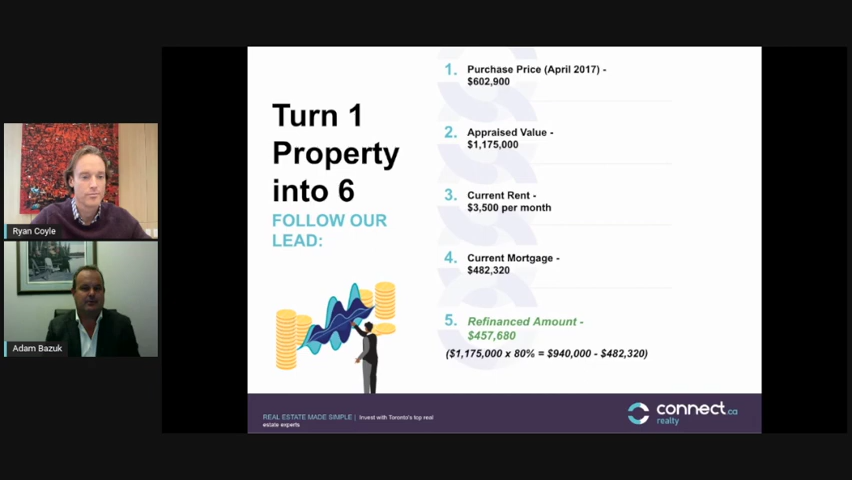 Turn 1
Property
into 6
FOLLOW OUR
LEAD:
1. Purchase Price (April 2017) -
$602,900
2. Appraised Value -
$1,175,000
3. Current Rent -
$3,500 per month
4. Current Mortgage -
$482,320
5. Refinanced Amount -
$457,680
($1,175,000 x 80% = $940,000 - $482,320)
Ryan Coyle
Adam Bazuk
REAL ESTATE MADE SIMPLE | Invest with Toronto's top real
estate experts
connect.ca
realty